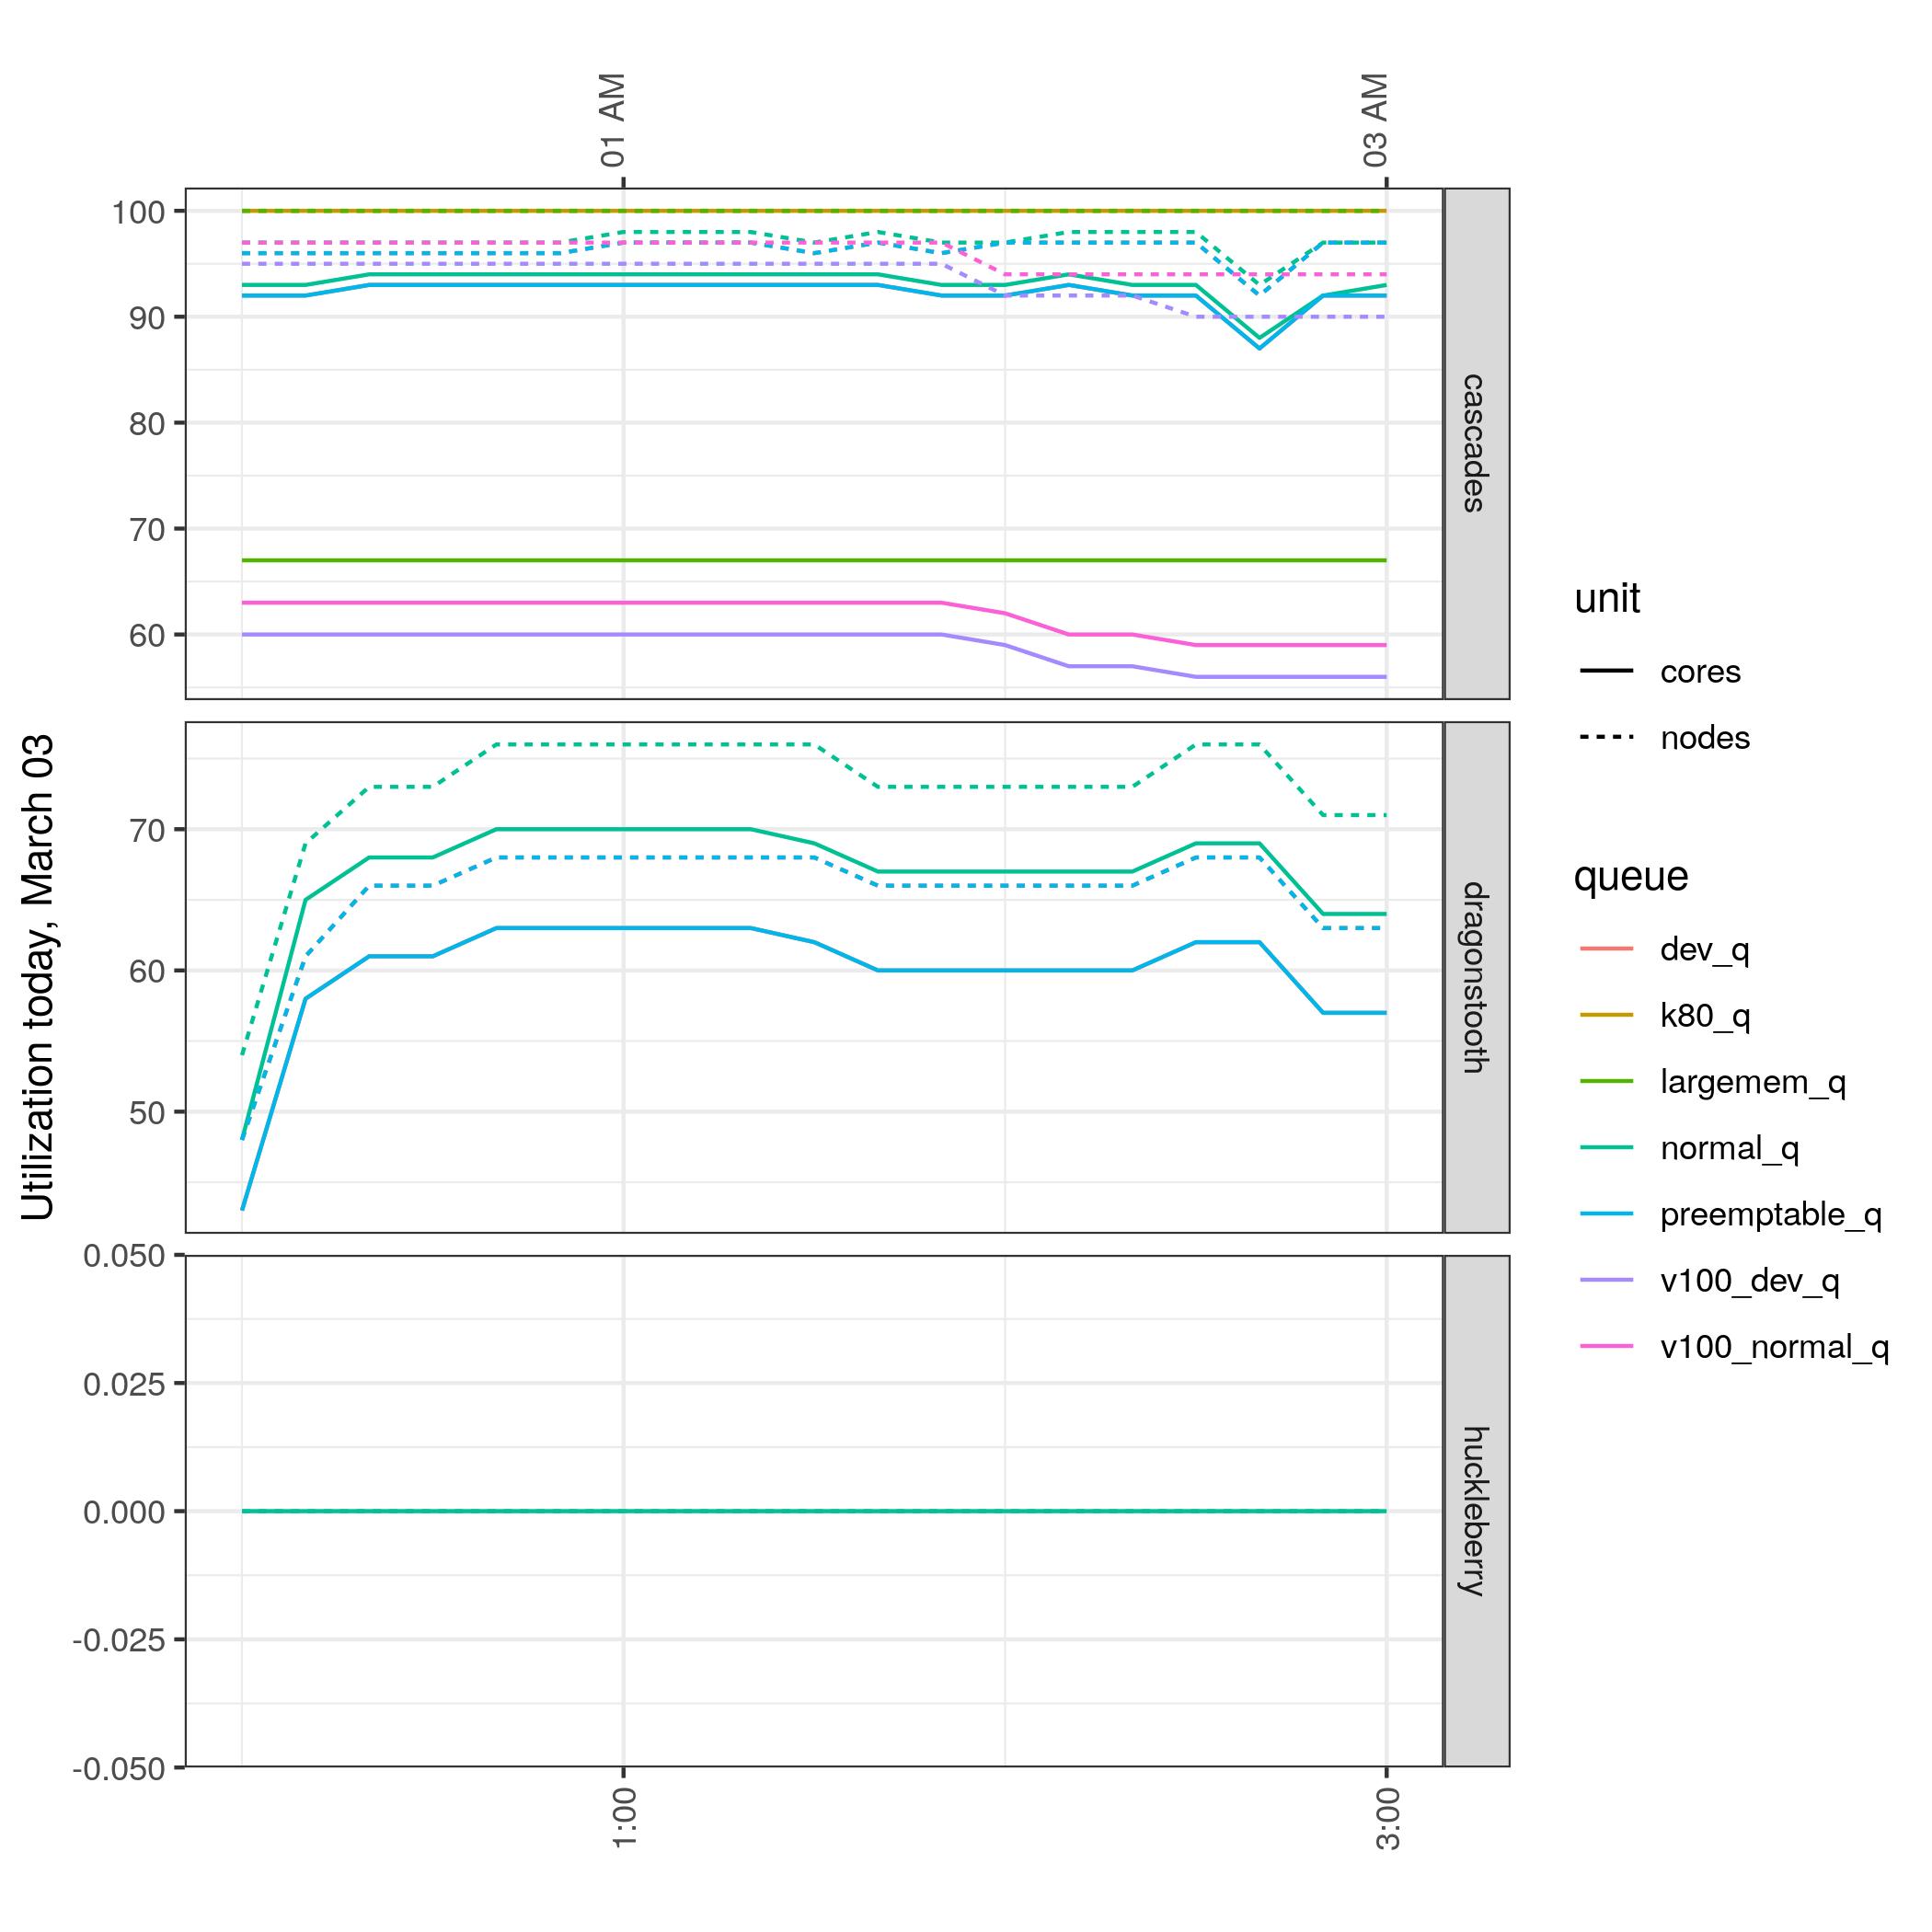 01 AM
03 AM
100
90
80
70
60
cascades
Utilization today, March 03
70
60
50
dragonstooth
0.050
0.025
0.000
-0.025
-0.050
huckleberry
1:00
3:00
unit
cores
nodes
queue
dev_q
k80_q
largemem_q
normal_q
preemptable_q
v100_dev_q
v100_normal_q